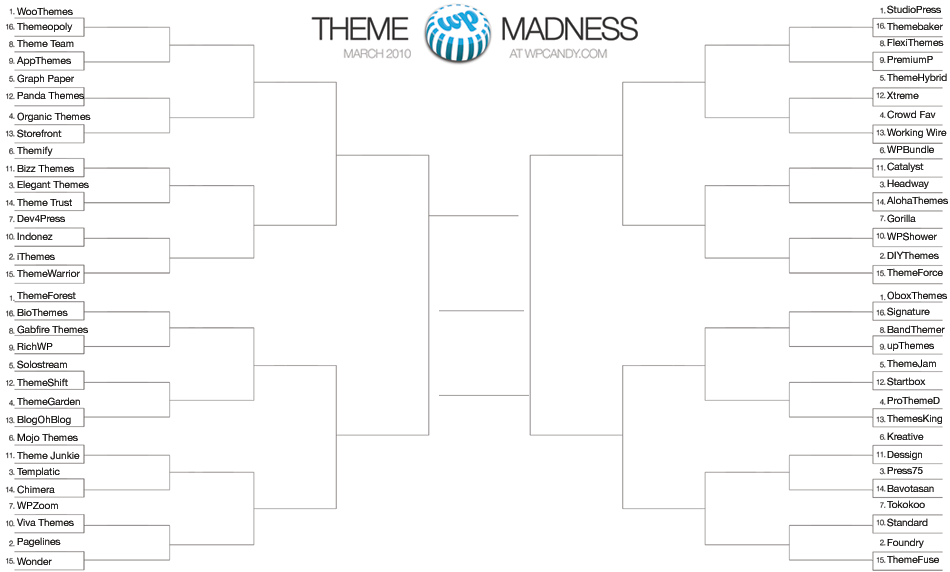 THEME wp MADNESS
MARCH 2010 AT WPCANDY.COM
1. WooThemes
16. Themeopoly
8. Theme Team
9. AppThemes
5. Graph Paper
12. Panda Themes
4. Organic Themes
13. Storefront
6. Themify
11. Bizz Themes
3. Elegant Themes
14. Theme Trust
7. Dev4Press
10. Indonez
2. iThemes
15. ThemeWarrior
1. ThemeForest
16. BioThemes
8. Gabfire Themes
9. RichWP
5. Solostream
12. ThemeShift
4. ThemeGarden
13. BlogOhBlog
6. Mojo Themes
11. Theme Junkie
3. Templatic
14. Chimera
7. WPZoom
10. Viva Themes
2. Pagelines
15. Wonder
1. StudioPress
16. Themebaker
8. FlexiThemes
9. PremiumP
5. ThemeHybrid
12. Xtreme
4. Crowd Fav
13. Working Wire
6. WPBundle
11. Catalyst
3. Headway
14. AlohaThemes
7. Gorilla
10. WPShower
2. DIYThemes
15. ThemeForce
1. OboxThemes
16. Signature
8. BandThemer
9. upThemes
5. ThemeJam
12. Startbox
4. ProThemeD
13. ThemesKing
6. Kreative
11. Dessign
3. Press75
14. Bavotasan
7. Tokokoo
10. Standard
2. Foundry
15. ThemeFuse